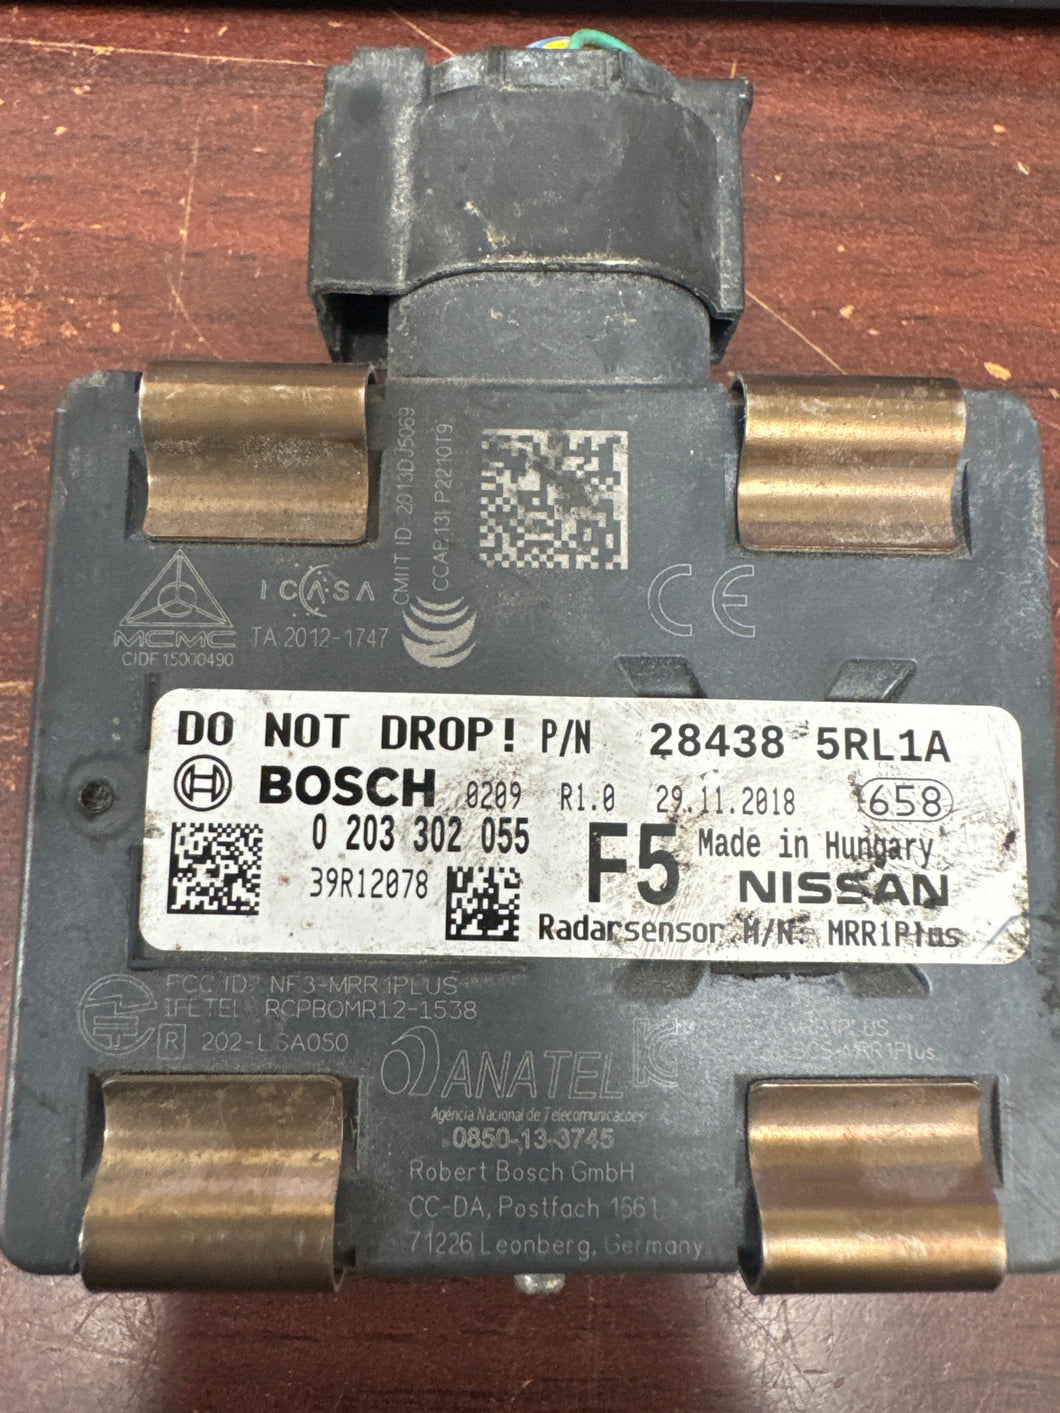 CMIIT ID: 2013DJ5069
MCMC
CIDF15000490
ICASA
TA 2012-1747
CE
DO NOT DROP! P/N 28438 5RL1A
BOSCH 0209 R1.0 29.11.2018 658
0 203 302 055 F5 Made in Hungary
39R12078 NISSAN
Radarsensor M/N: MRR1Plus
FCC ID: NF3-MRR1PLUS
IFETEL: RCPBOMR12-1538
R 202-LSA050
ANATEL
Agência Nacional de Telecomunicações
0850-13-3745
Robert Bosch GmbH
CC-DA, Postfach 1661
71226 Leonberg, Germany